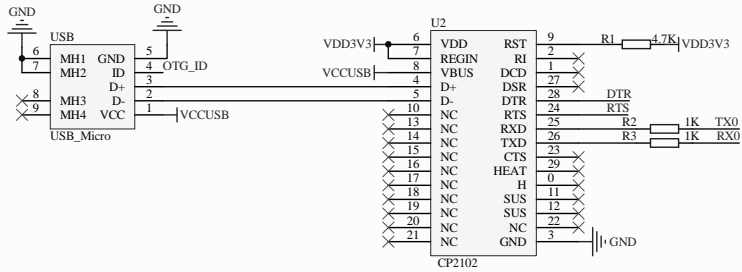 GND
GND
USB
6 MH1 GND 5
7 MH2 ID 4 OTG_ID
D+ 3
8 MH3 D- 2
9 MH4 VCC 1 VCCUSB
USB_Micro
U2
VDD3V3 6 VDD RST 9 R1 4.7K VDD3V3
7 REGIN RI 2
VCCUSB 8 VBUS DCD 1
4 D+ DSR 27
5 D- DTR 28 DTR
10 NC RTS 24 RTS
13 NC RXD 25 R2 1K TX0
14 NC TXD 26 R3 1K RX0
15 NC CTS 23
16 NC HEAT 29
17 NC H 0
18 NC SUS 11
19 NC SUS 12
20 NC NC 22
21 NC GND 3 GND
CP2102